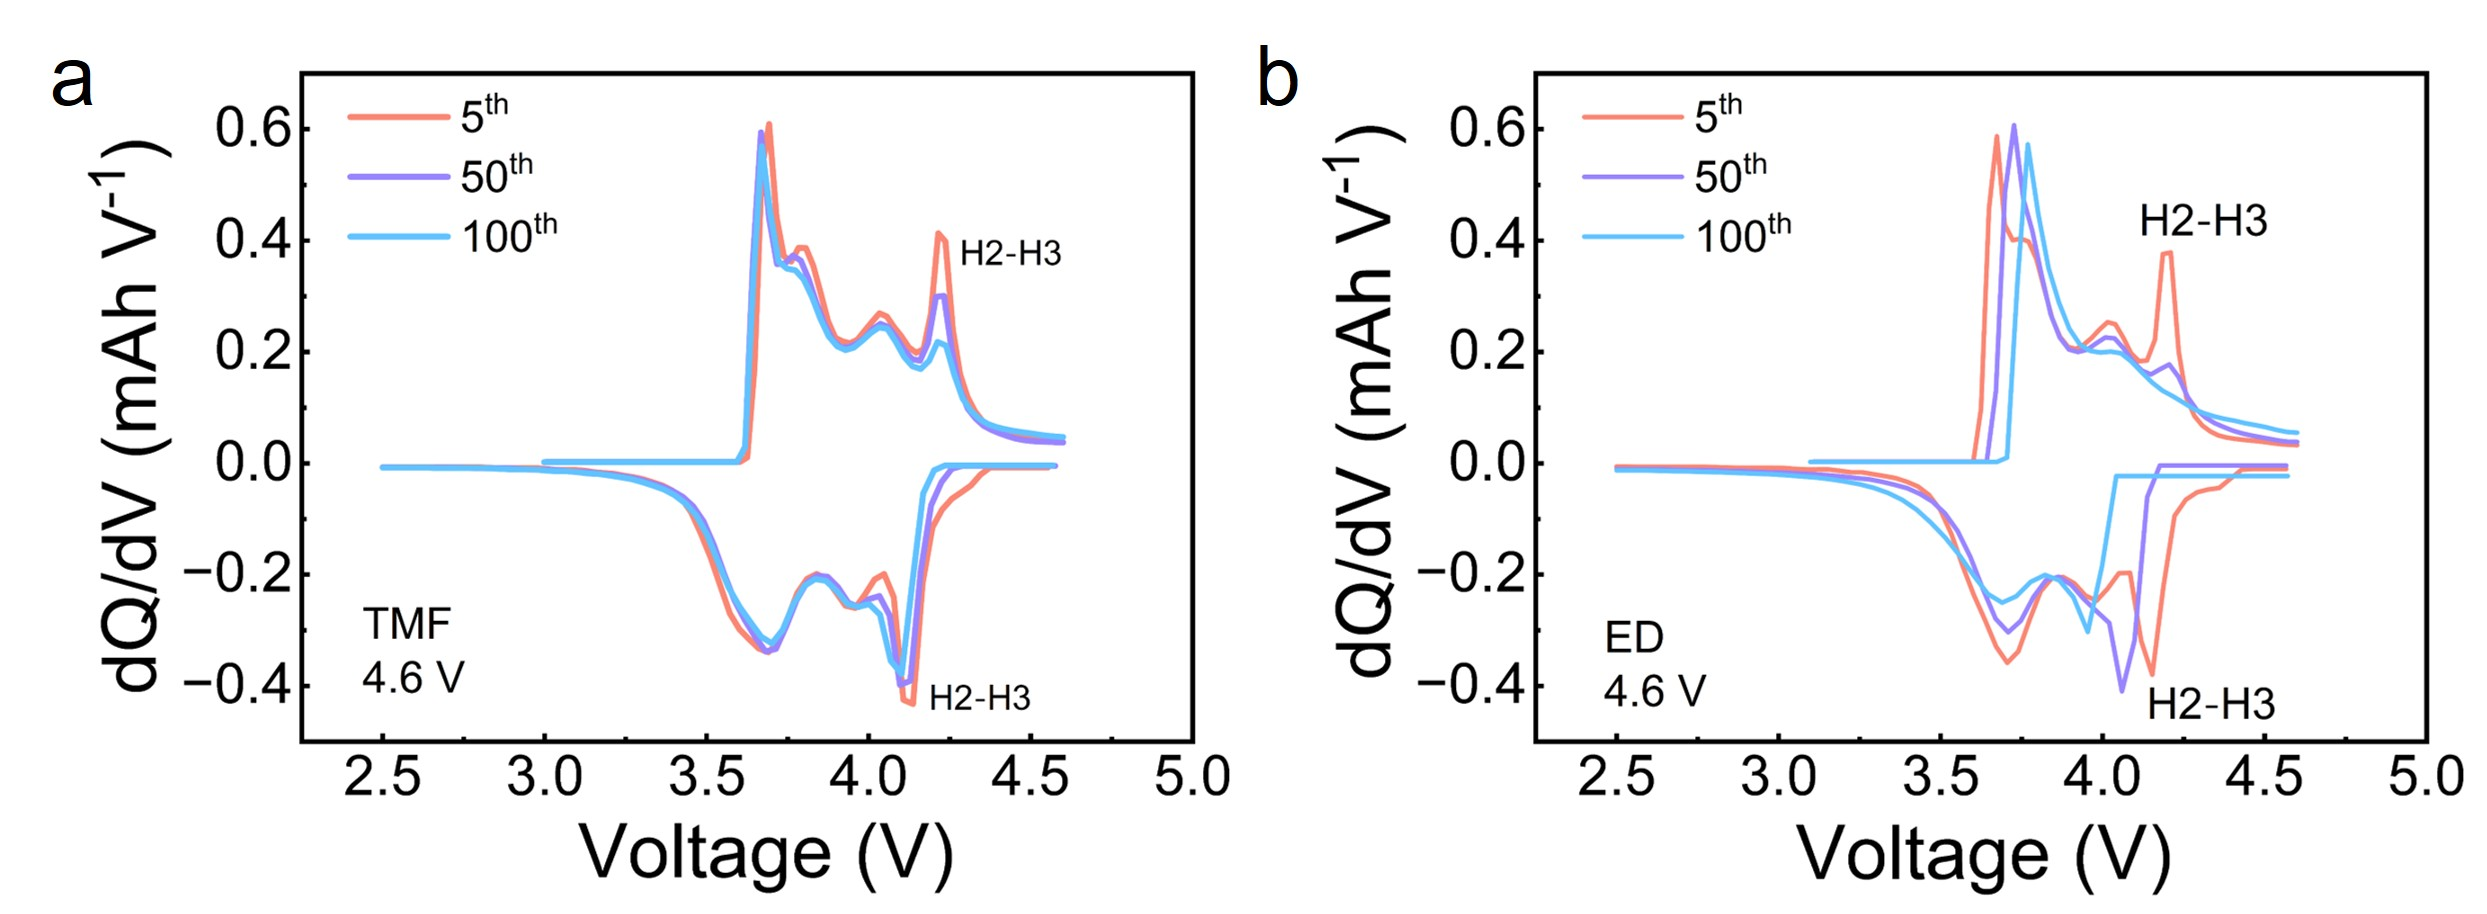 a
dQ/dV (mAh V⁻¹)
0.6
0.4
0.2
0.0
−0.2
−0.4
5th
50th
100th
H2-H3
TMF
4.6 V
H2-H3
2.5 3.0 3.5 4.0 4.5 5.0
Voltage (V)
b
dQ/dV (mAh V⁻¹)
0.6
0.4
0.2
0.0
−0.2
−0.4
5th
50th
100th
H2-H3
ED
4.6 V
H2-H3
2.5 3.0 3.5 4.0 4.5 5.0
Voltage (V)